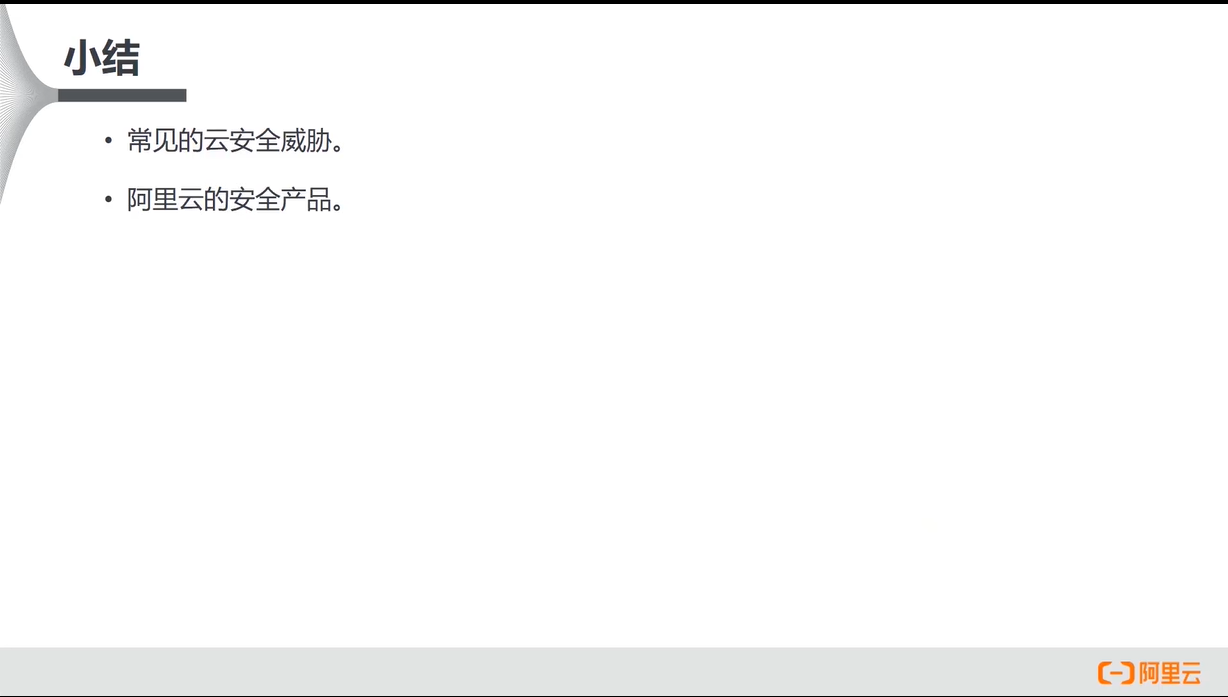 小结
• 常见的云安全威胁。
• 阿里云的安全产品。
阿里云